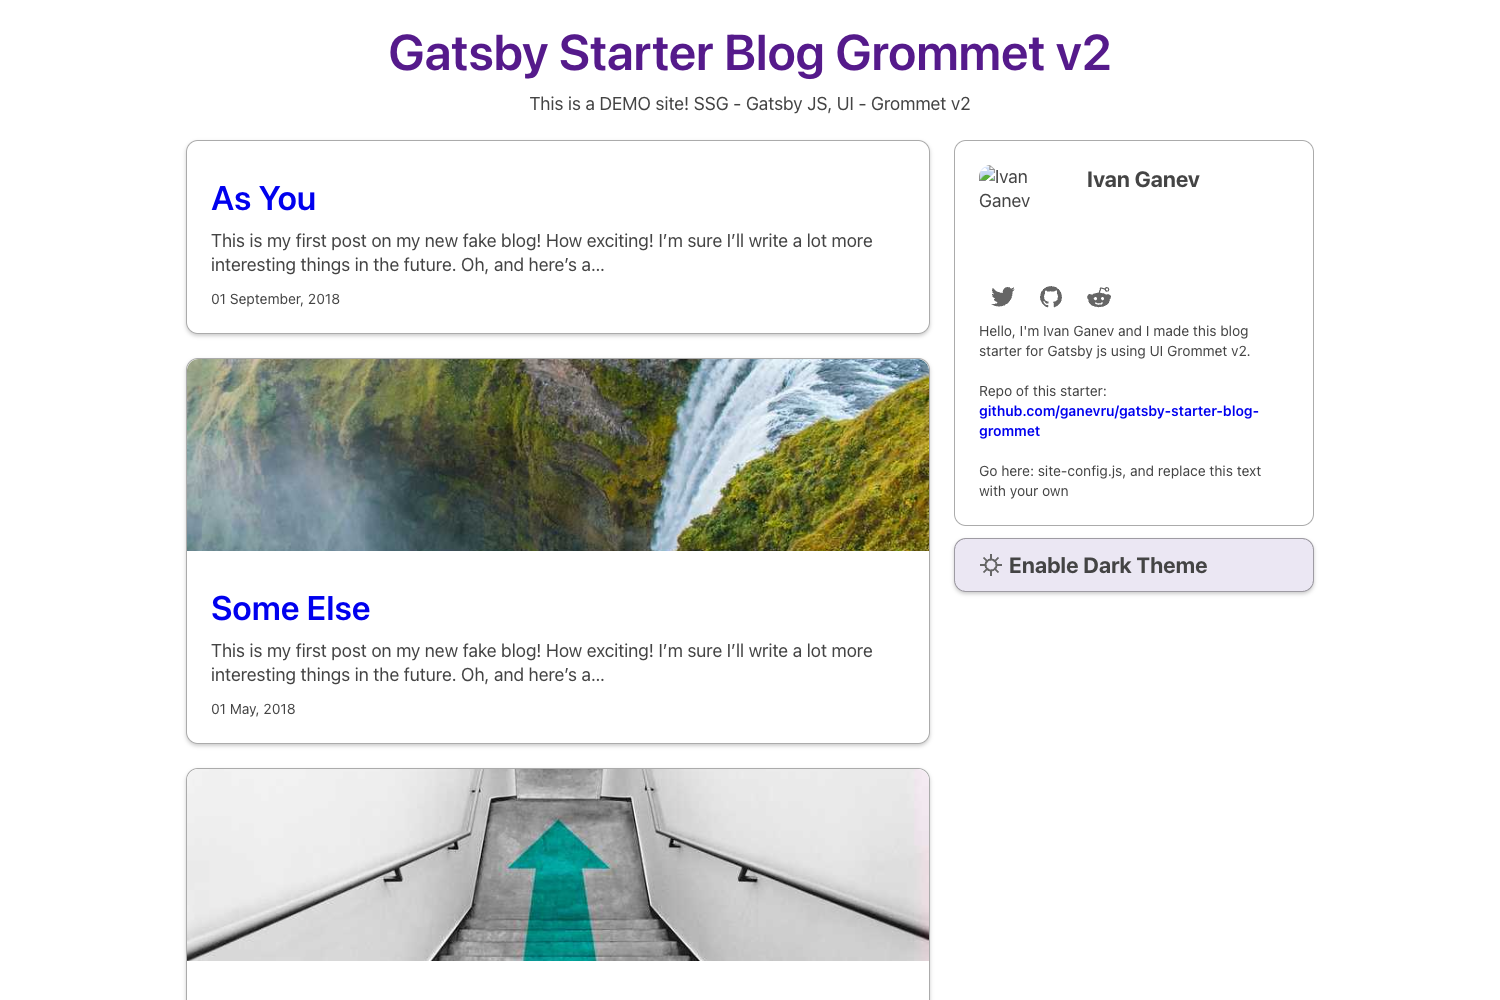 Gatsby Starter Blog Grommet v2
This is a DEMO site! SSG - Gatsby JS, UI - Grommet v2
As You
This is my first post on my new fake blog! How exciting! I’m sure I’ll write a lot more
interesting things in the future. Oh, and here’s a…
01 September, 2018
Some Else
This is my first post on my new fake blog! How exciting! I’m sure I’ll write a lot more
interesting things in the future. Oh, and here’s a…
01 May, 2018
Ivan
Ganev
Ivan Ganev
Hello, I'm Ivan Ganev and I made this blog
starter for Gatsby js using UI Grommet v2.
Repo of this starter:
github.com/ganevru/gatsby-starter-blog-
grommet
Go here: site-config.js, and replace this text
with your own
Enable Dark Theme